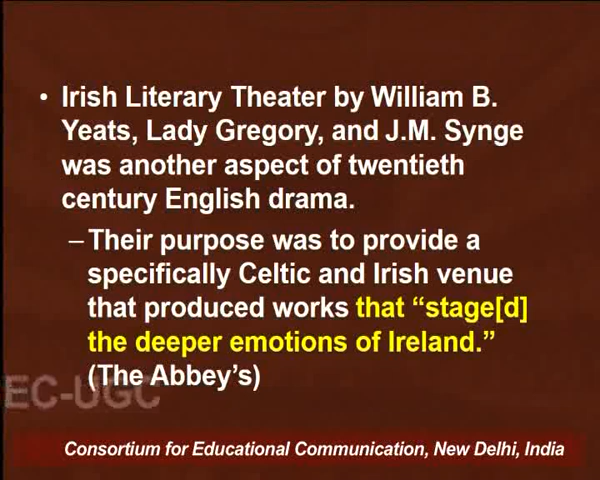 • Irish Literary Theater by William B.
Yeats, Lady Gregory, and J.M. Synge
was another aspect of twentieth
century English drama.
– Their purpose was to provide a
specifically Celtic and Irish venue
that produced works that “stage[d]
the deeper emotions of Ireland.”
(The Abbey’s)
EC-UGC
Consortium for Educational Communication, New Delhi, India